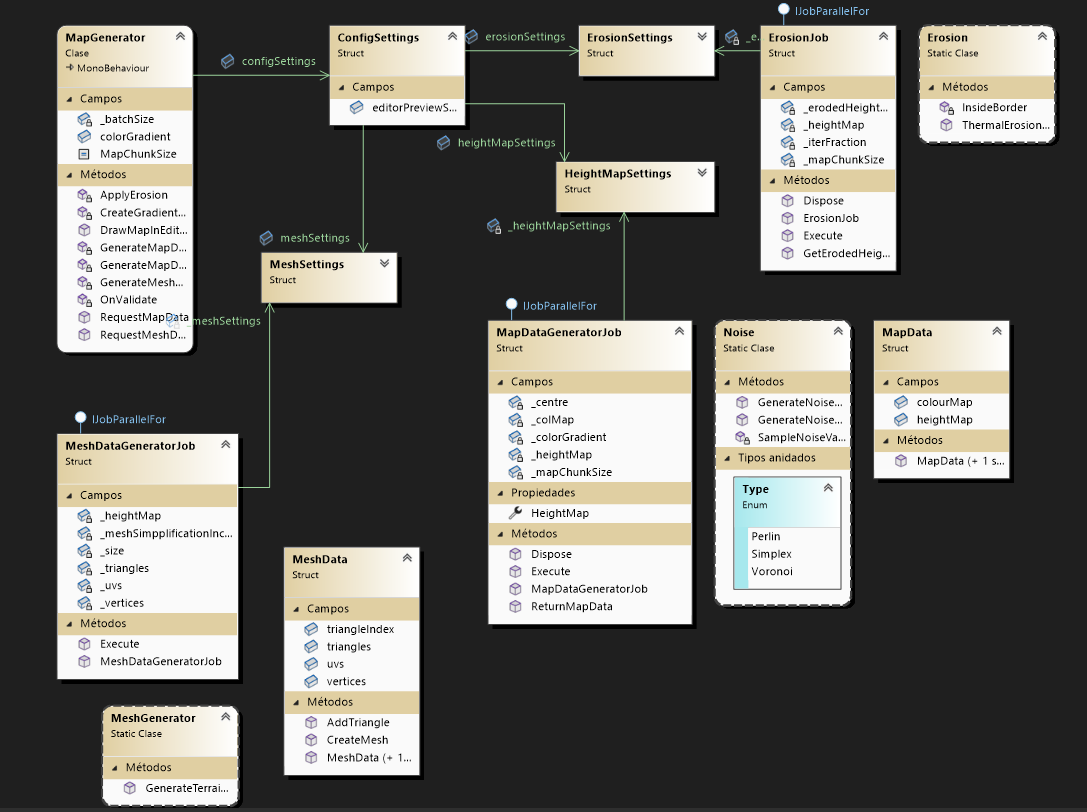 MapGenerator
Clase
MonoBehaviour
Campos
_batchSize
colorGradient
MapChunkSize
Métodos
ApplyErosion
CreateGradient...
DrawMapInEdit...
GenerateMapD...
GenerateMapD...
GenerateMesh...
OnValidate
RequestMapData
RequestMeshD...
configSettings
ConfigSettings
Struct
Campos
editorPreviewS...
erosionSettings
ErosionSettings
Struct
_e...
IJobParallelFor
ErosionJob
Struct
Campos
_erodedHeight...
_heightMap
_iterFraction
_mapChunkSize
Métodos
Dispose
ErosionJob
Execute
GetErodedHeig...
Erosion
Static Clase
Métodos
InsideBorder
ThermalErosion...
heightMapSettings
HeightMapSettings
Struct
_heightMapSettings
meshSettings
MeshSettings
Struct
_meshSettings
IJobParallelFor
MeshDataGeneratorJob
Struct
Campos
_heightMap
_meshSimpplificationInc...
_size
_triangles
_uvs
_vertices
Métodos
Execute
MeshDataGeneratorJob
MeshGenerator
Static Clase
Métodos
GenerateTerrai...
MeshData
Struct
Campos
triangleIndex
triangles
uvs
vertices
Métodos
AddTriangle
CreateMesh
MeshData (+ 1...
IJobParallelFor
MapDataGeneratorJob
Struct
Campos
_centre
_colMap
_colorGradient
_heightMap
_mapChunkSize
Propiedades
HeightMap
Métodos
Dispose
Execute
MapDataGeneratorJob
ReturnMapData
Noise
Static Clase
Métodos
GenerateNoise...
GenerateNoise...
SampleNoiseVa...
Tipos anidados
Type
Enum
Perlin
Simplex
Voronoi
MapData
Struct
Campos
colourMap
heightMap
Métodos
MapData (+ 1 s...